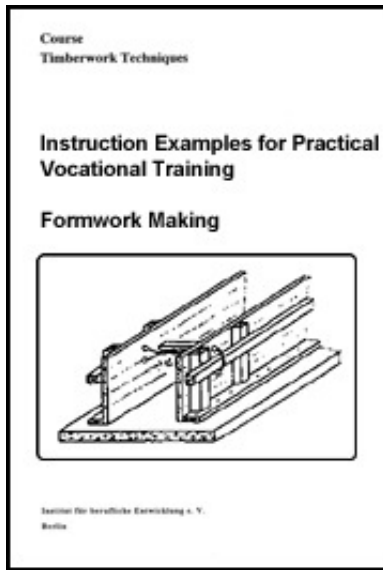 Course
Timberwork Techniques
Instruction Examples for Practical
Vocational Training
Formwork Making
Institut für berufliche Entwicklung e. V.
Berlin